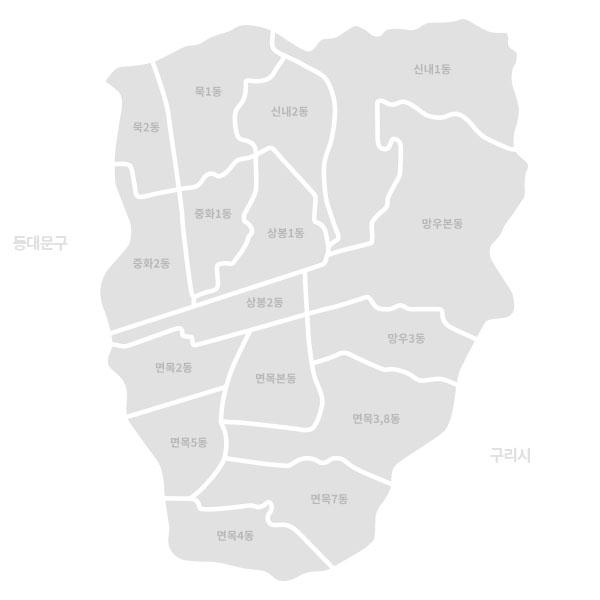 신내1동
묵1동
신내2동
묵2동
중화1동
망우본동
상봉1동
동대문구
중화2동
상봉2동
망우3동
면목2동
면목본동
면목3,8동
면목5동
구리시
면목7동
면목4동